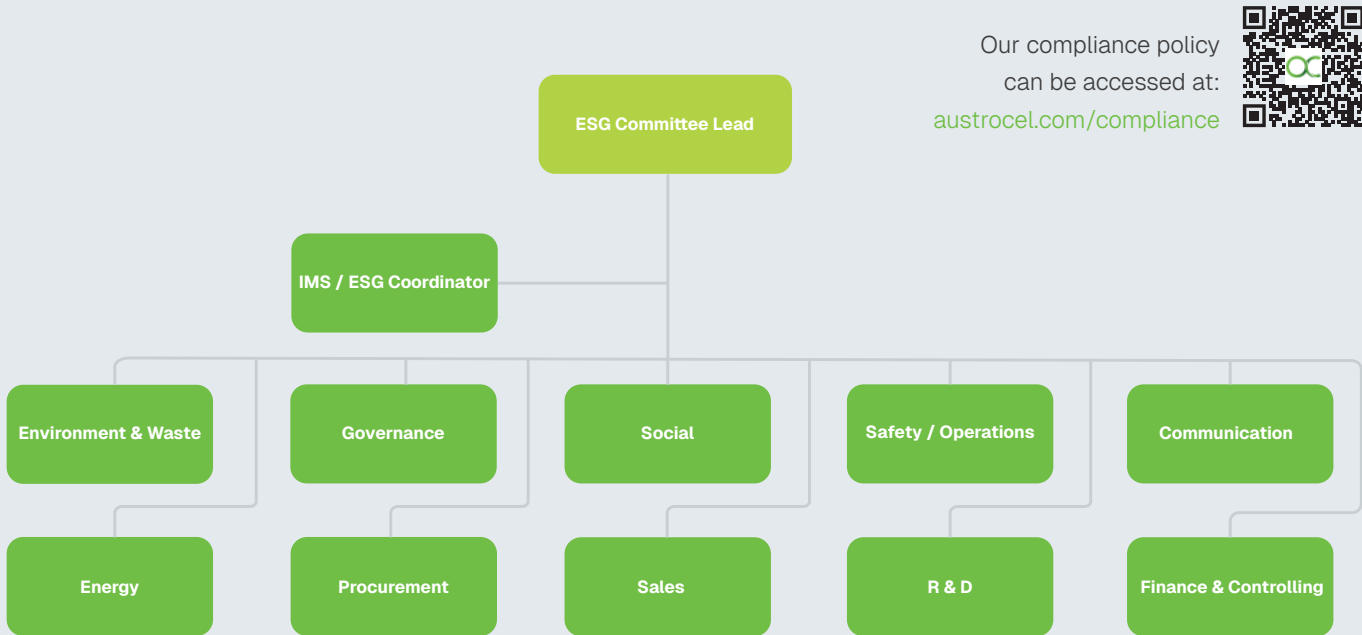 Our compliance policy
can be accessed at:
austrocel.com/compliance
ESG Committee Lead
IMS / ESG Coordinator
Environment & Waste
Governance
Social
Safety / Operations
Communication
Energy
Procurement
Sales
R & D
Finance & Controlling